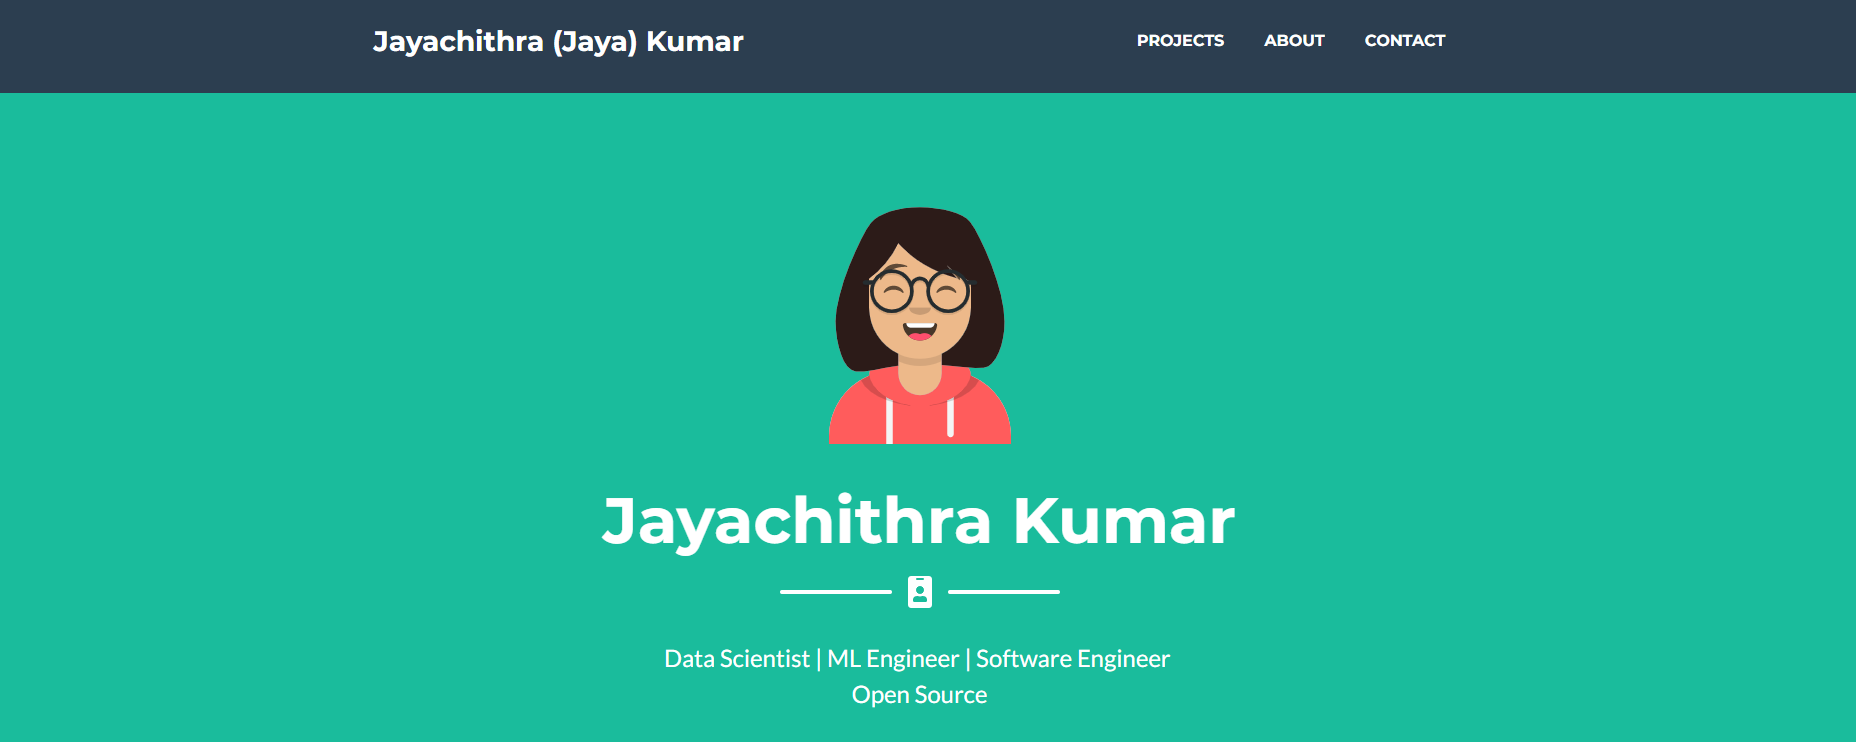 Jayachithra (Jaya) Kumar
PROJECTS ABOUT CONTACT
Jayachithra Kumar
Data Scientist | ML Engineer | Software Engineer
Open Source